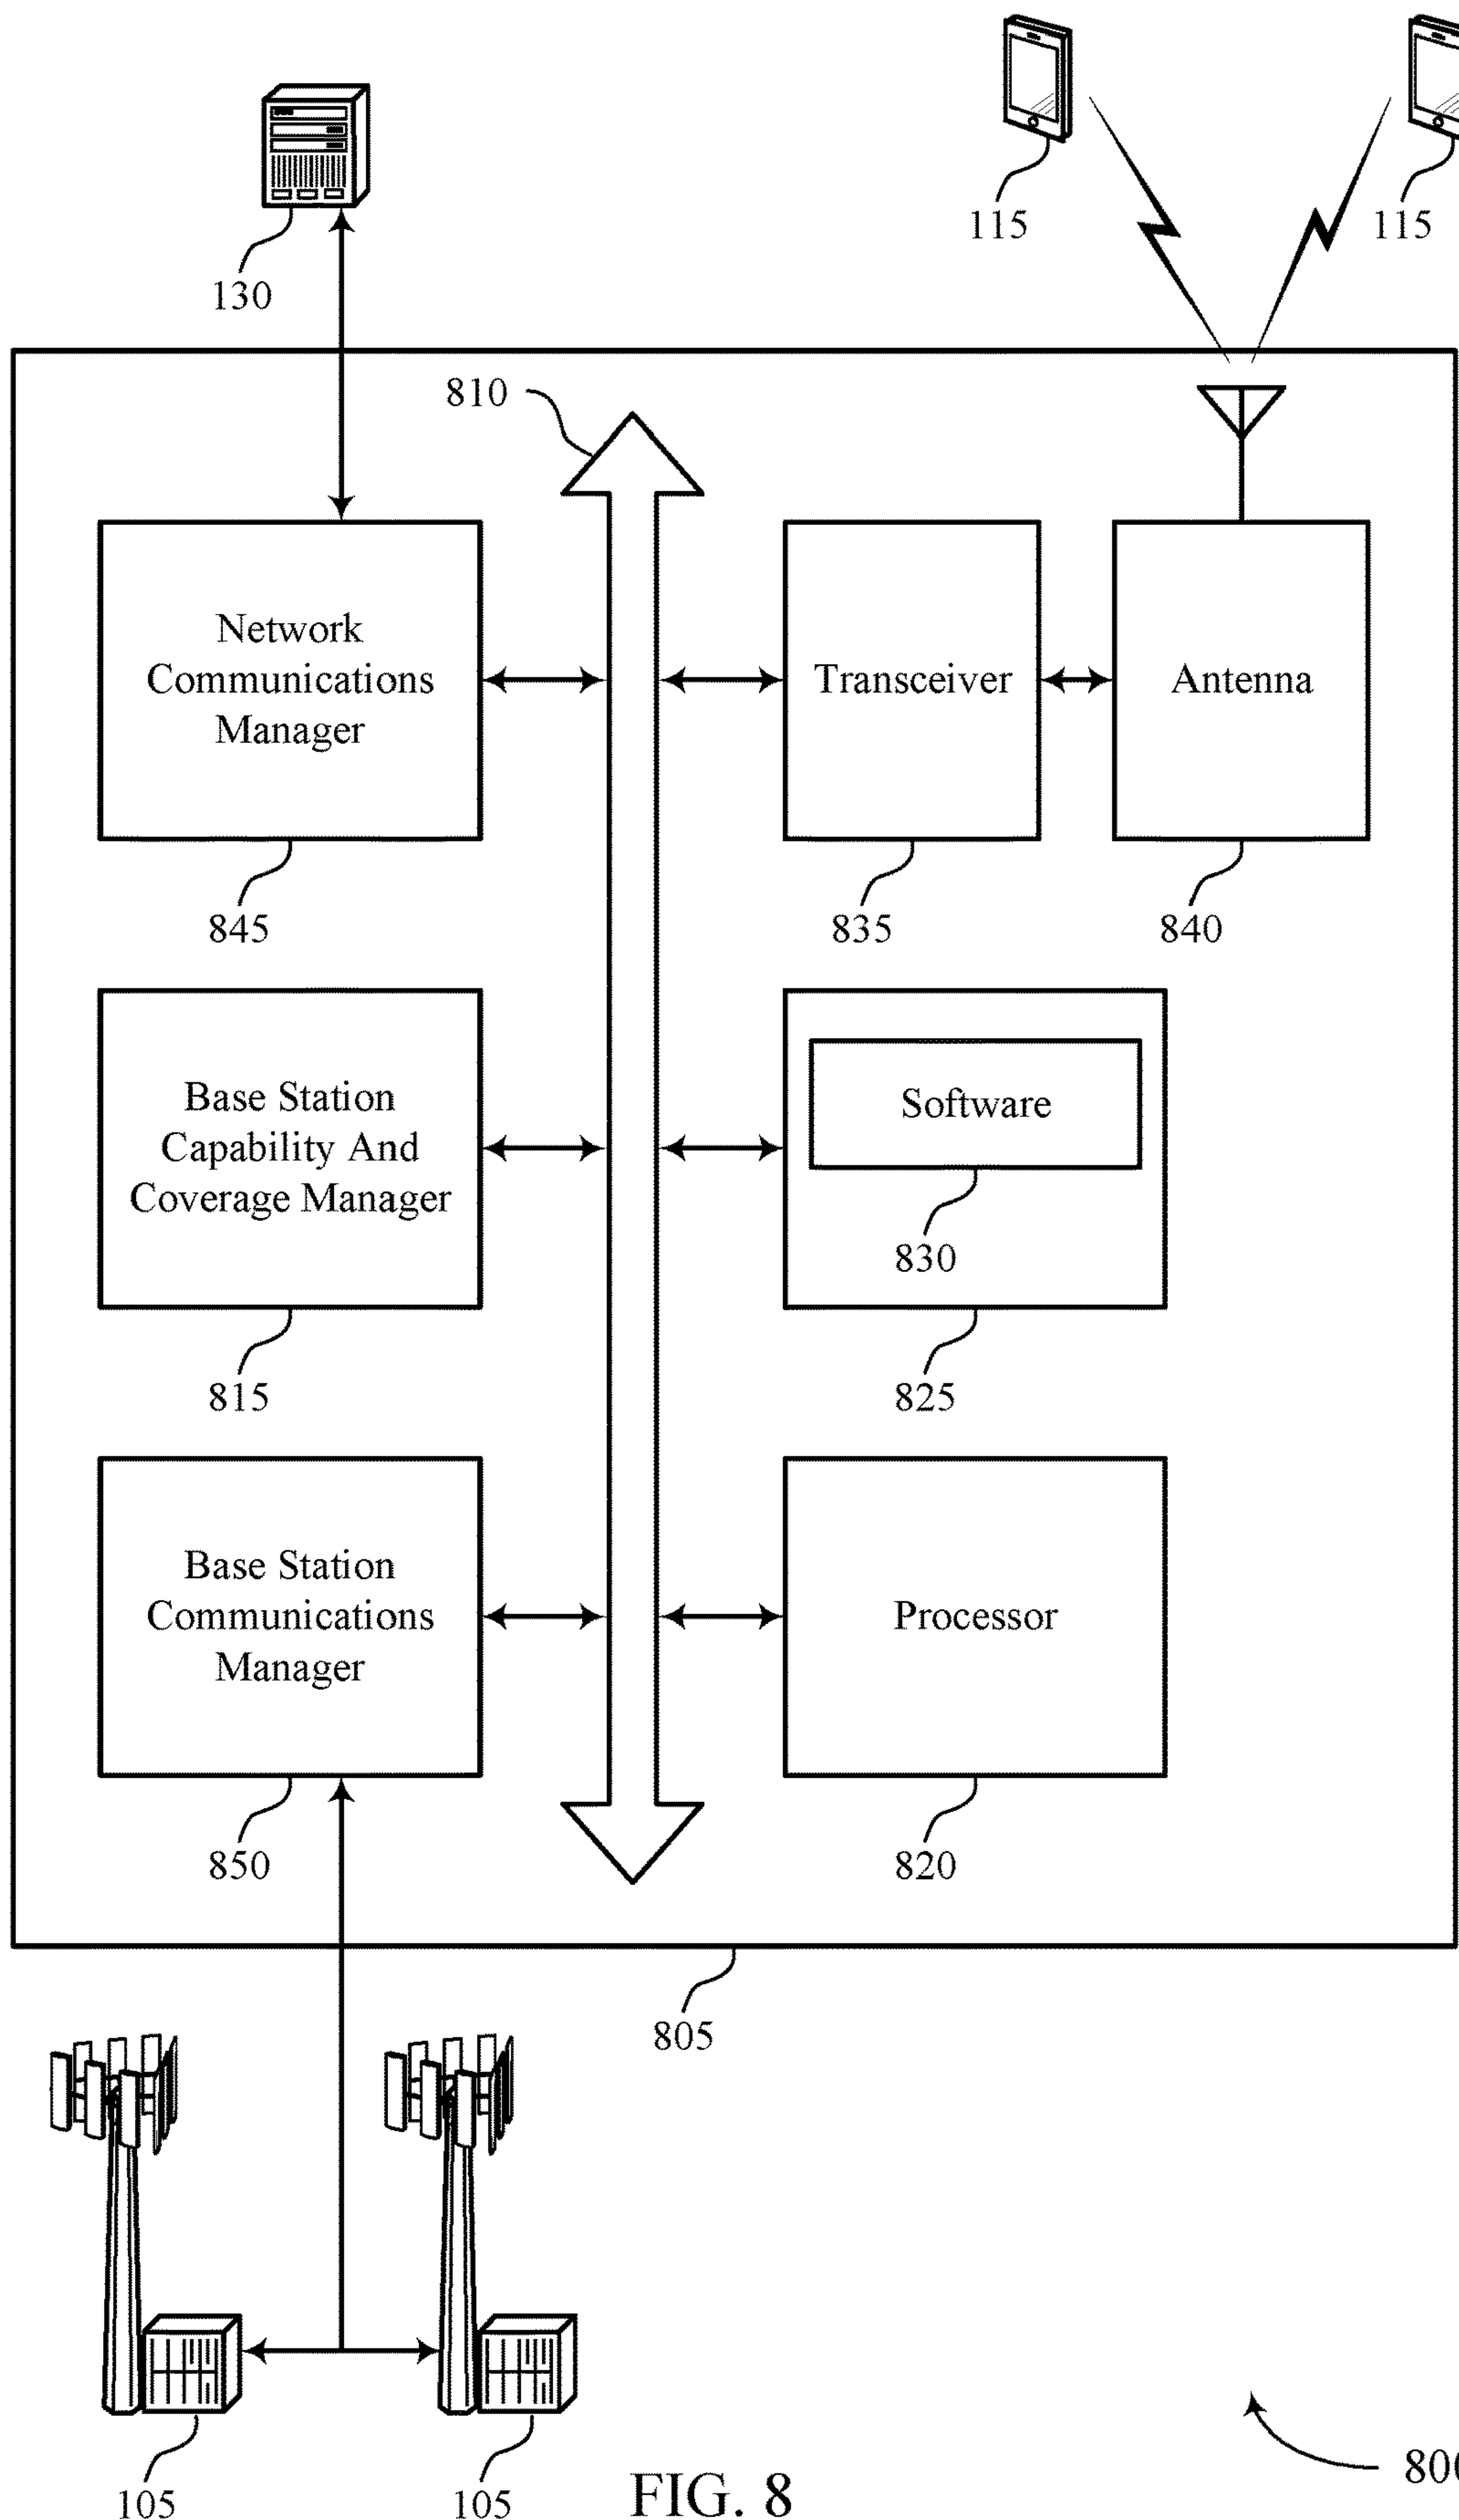 115
115
130
810
Network
Communications
Manager
Transceiver
Antenna
845
835
840
Base Station
Capability And
Coverage Manager
Software
830
815
825
Base Station
Communications
Manager
Processor
850
820
805
105
105
FIG. 8